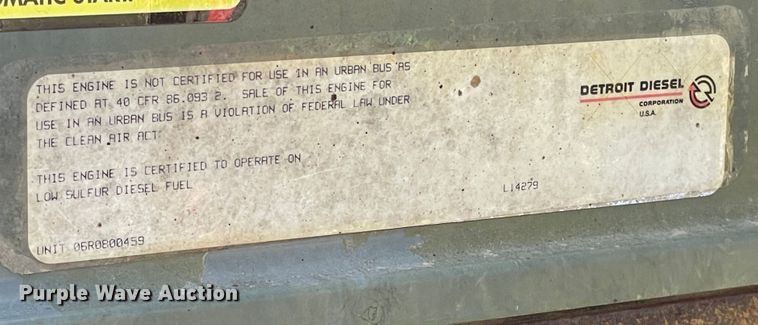 THIS ENGINE IS NOT CERTIFIED FOR USE IN AN URBAN BUS AS
DEFINED AT 40 CFR 86.093 2. SALE OF THIS ENGINE FOR
USE IN AN URBAN BUS IS A VIOLATION OF FEDERAL LAW UNDER
THE CLEAN AIR ACT.
THIS ENGINE IS CERTIFIED TO OPERATE ON
LOW SULFUR DIESEL FUEL
DETROIT DIESEL
CORPORATION
U.S.A.
L14279
UNIT 06R0800459
Purple Wave Auction